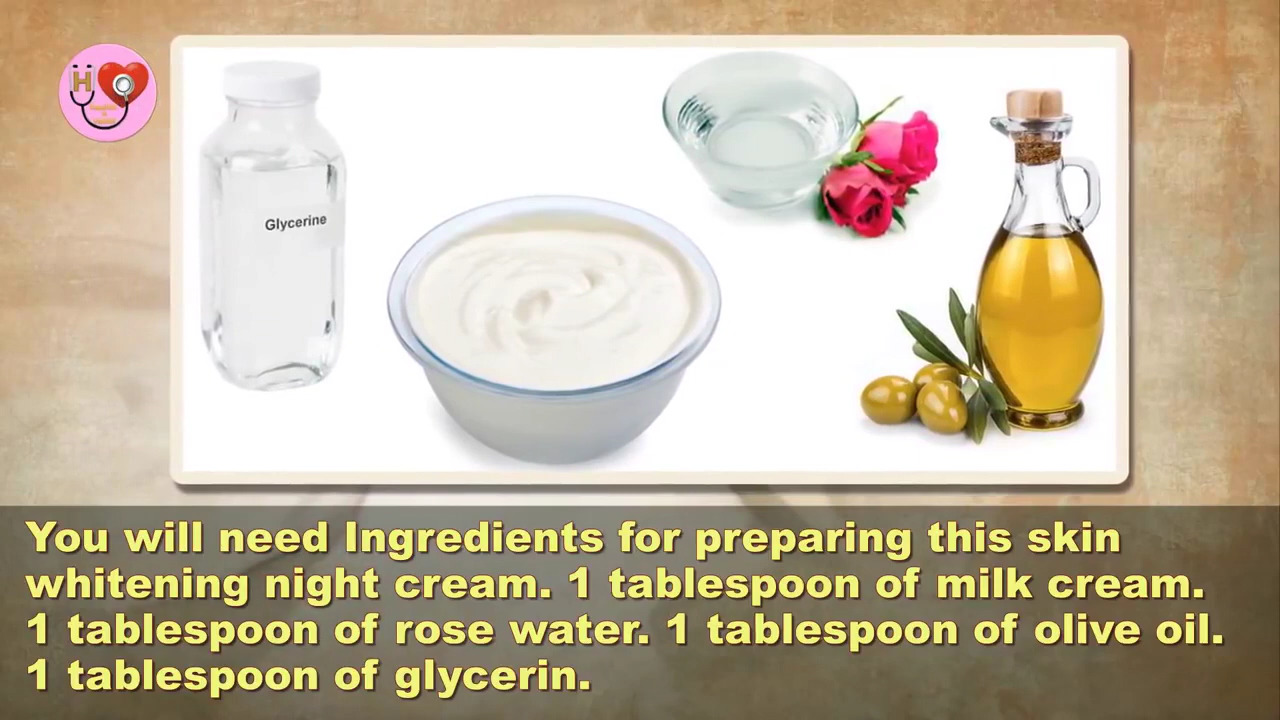 H
Glycerine
You will need Ingredients for preparing this skin
whitening night cream. 1 tablespoon of milk cream.
1 tablespoon of rose water. 1 tablespoon of olive oil.
1 tablespoon of glycerin.